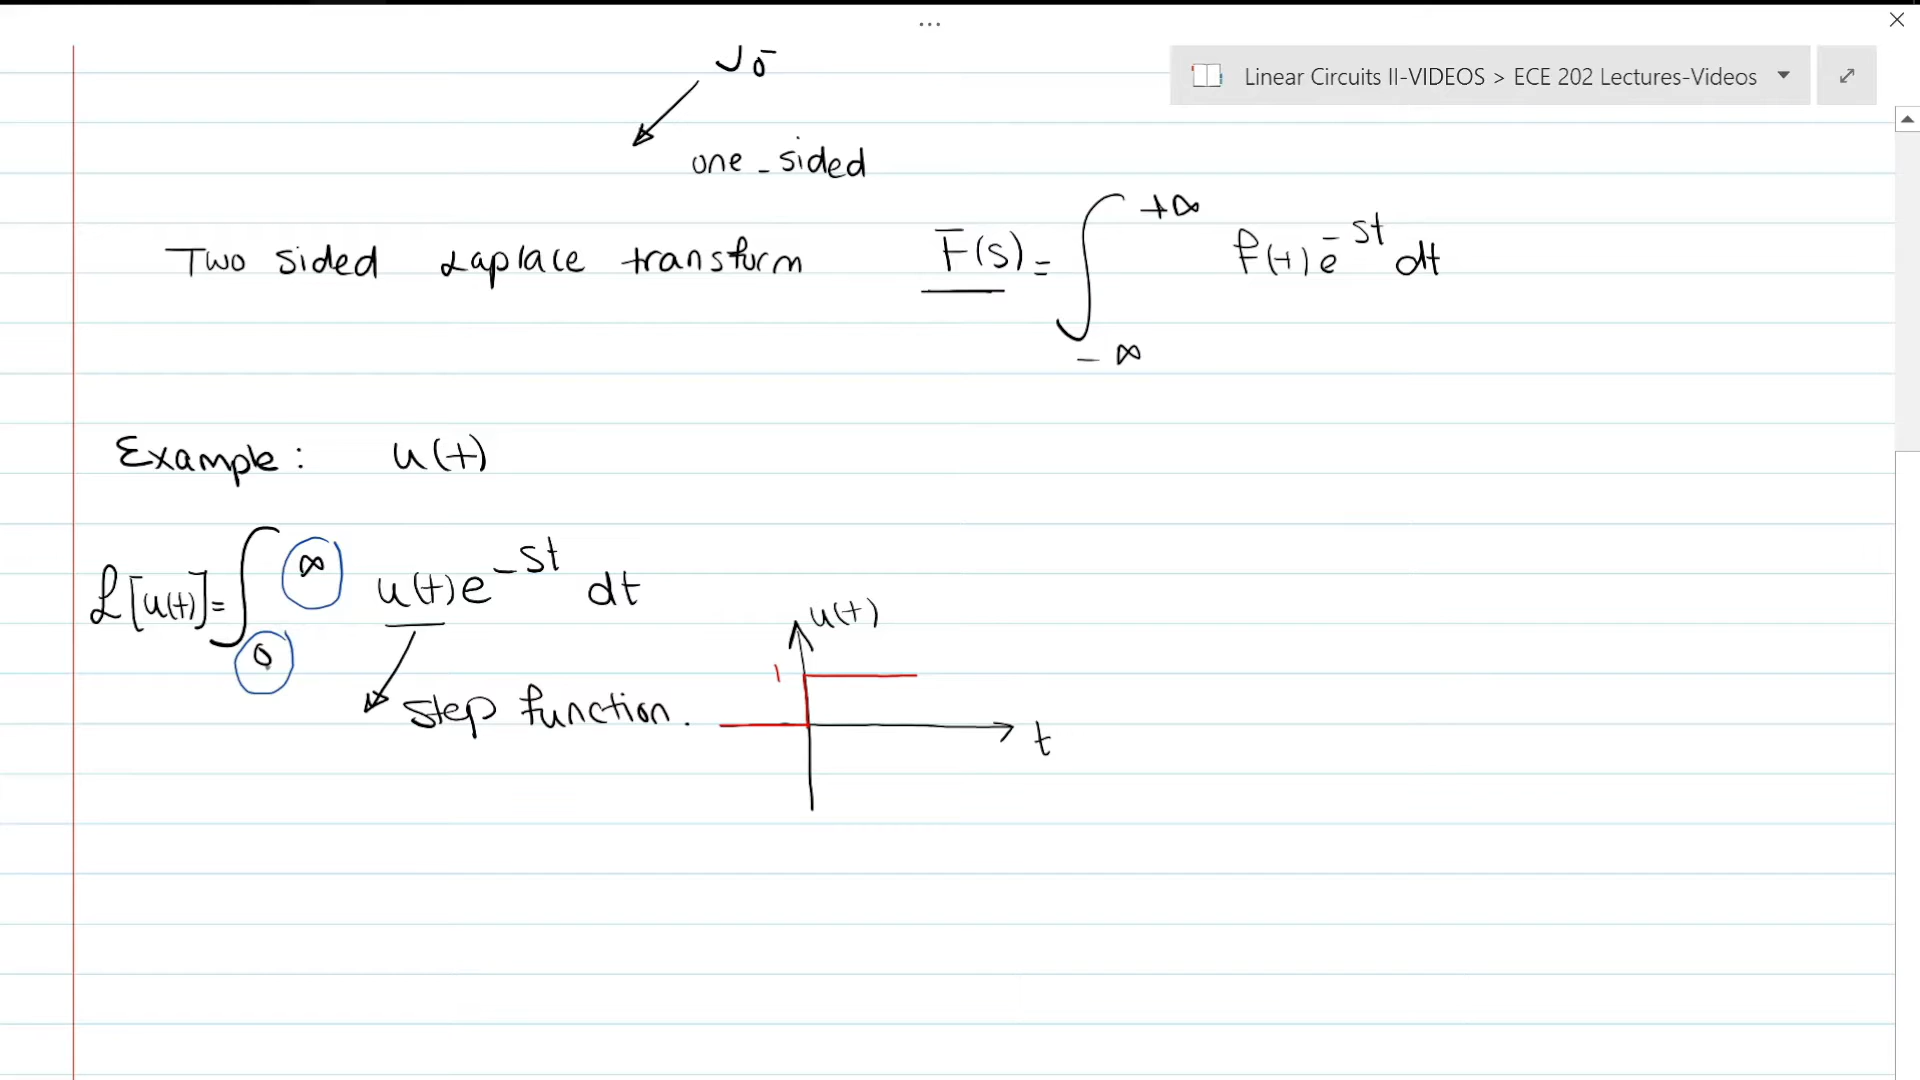 ...
Linear Circuits II-VIDEOS > ECE 202 Lectures-Videos
∫0⁻
one-sided
Two sided Laplace transform F(s) = ∫_{-∞}^{+∞} f(t) e^{-st} dt
Example: u(t)
ℒ[u(t)] = ∫_0^∞ u(t) e^{-st} dt
u(t)
1
step function.
t